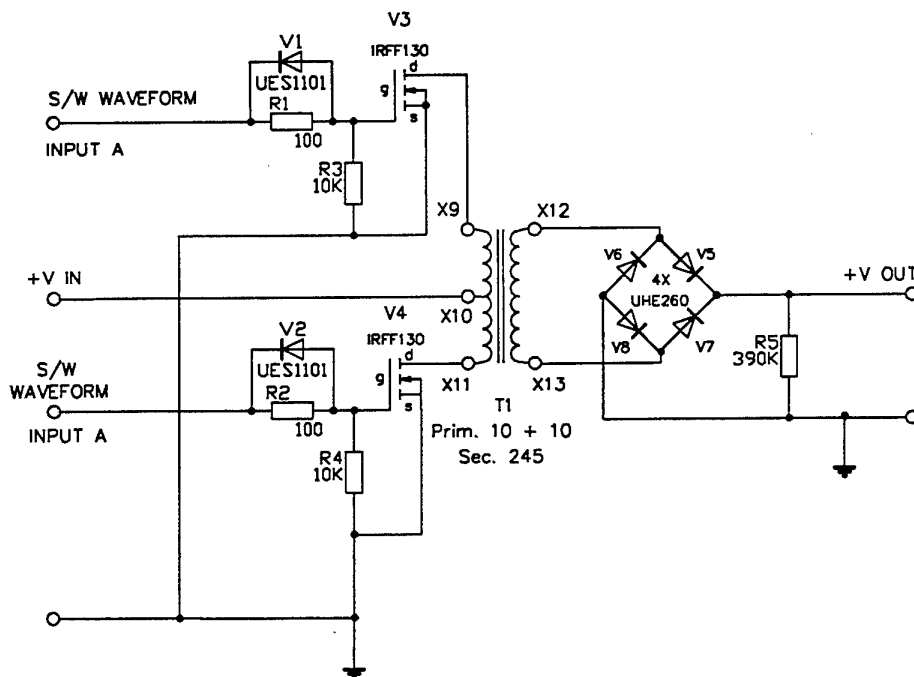 V3
IRFF130
d
g
s
V1
UES1101
S/W WAVEFORM
R1
100
INPUT A
R3
10K
X9
X12
V6
V5
4X
UHE260
V8
V7
+V IN
X10
+V OUT
R5
390K
V4
IRFF130
d
g
s
V2
UES1101
X11
X13
S/W
WAVEFORM
R2
100
INPUT A
T1
Prim. 10 + 10
Sec. 245
R4
10K